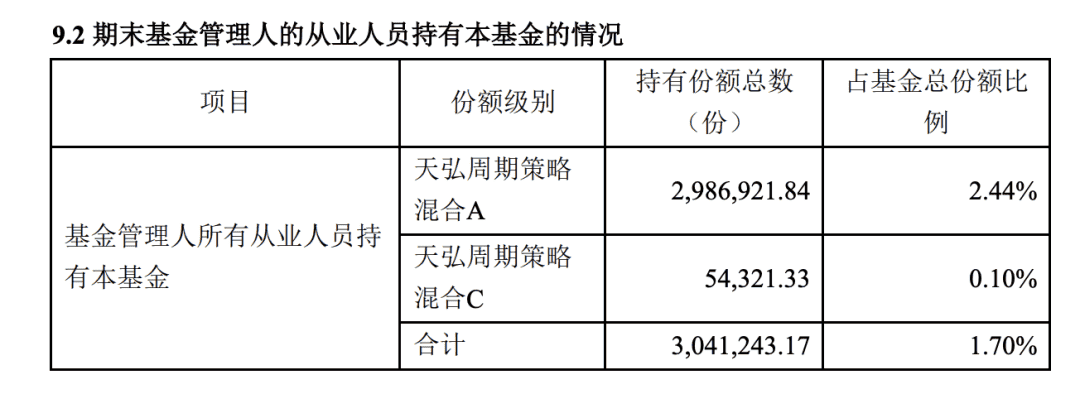 9.2 期末基金管理人的从业人员持有本基金的情况
项目
份额级别
持有份额总数
（份）
占基金总份额比
例
基金管理人所有从业人员持
有本基金
天弘周期策略
混合A
2,986,921.84
2.44%
天弘周期策略
混合C
54,321.33
0.10%
合计
3,041,243.17
1.70%